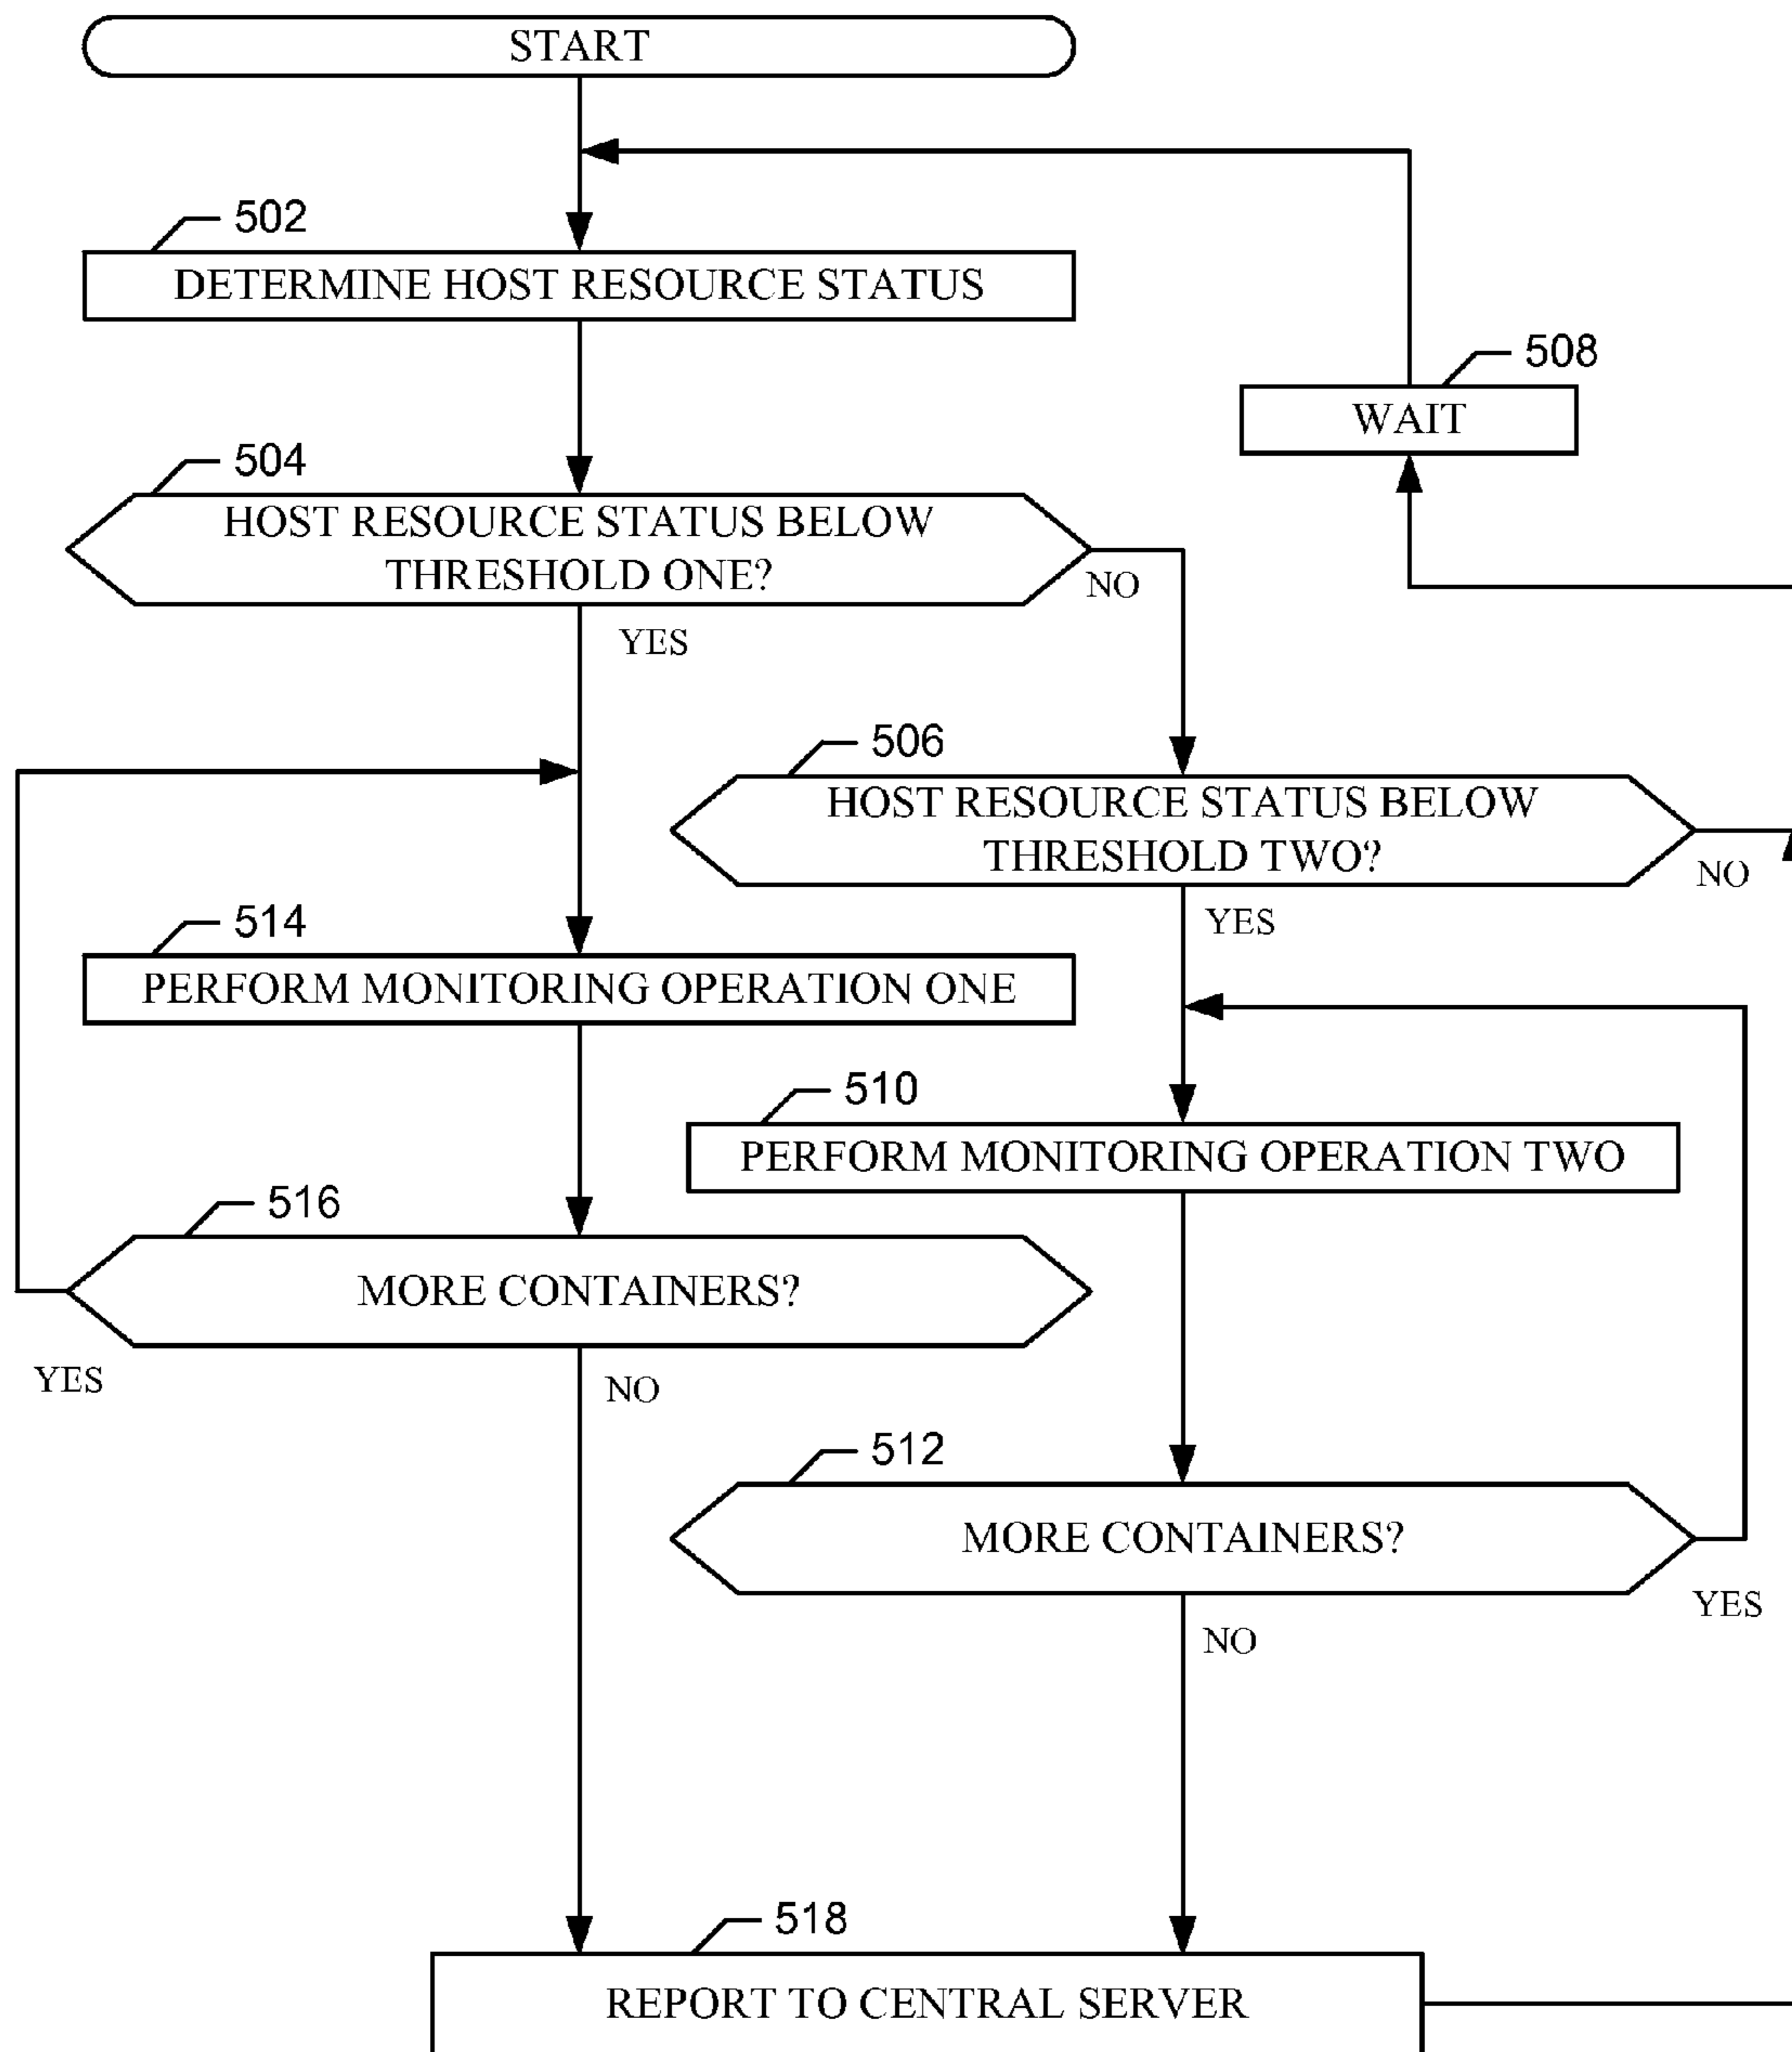 START
502
DETERMINE HOST RESOURCE STATUS
508
WAIT
504
HOST RESOURCE STATUS BELOW
THRESHOLD ONE?
NO
YES
506
HOST RESOURCE STATUS BELOW
THRESHOLD TWO?
NO
YES
514
PERFORM MONITORING OPERATION ONE
510
PERFORM MONITORING OPERATION TWO
516
MORE CONTAINERS?
YES
NO
512
MORE CONTAINERS?
YES
NO
518
REPORT TO CENTRAL SERVER